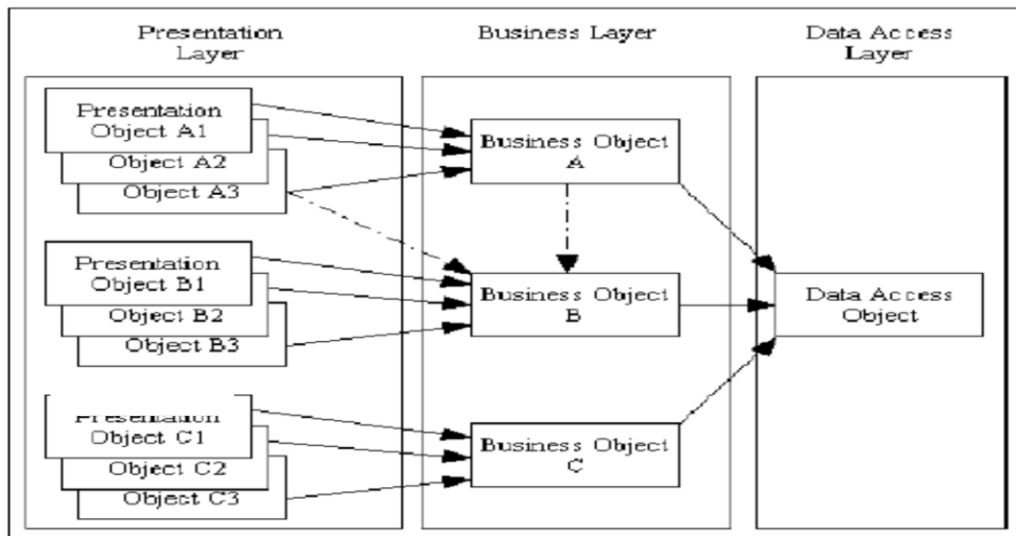 Presentation
Layer
Business Layer
Data Access
Layer
Presentation
Object A1
Object A2
Object A3
Business Object
A
Presentation
Object B1
Object B2
Object B3
Business Object
B
Data Access
Object
Presentation
Object C1
Object C2
Object C3
Business Object
C